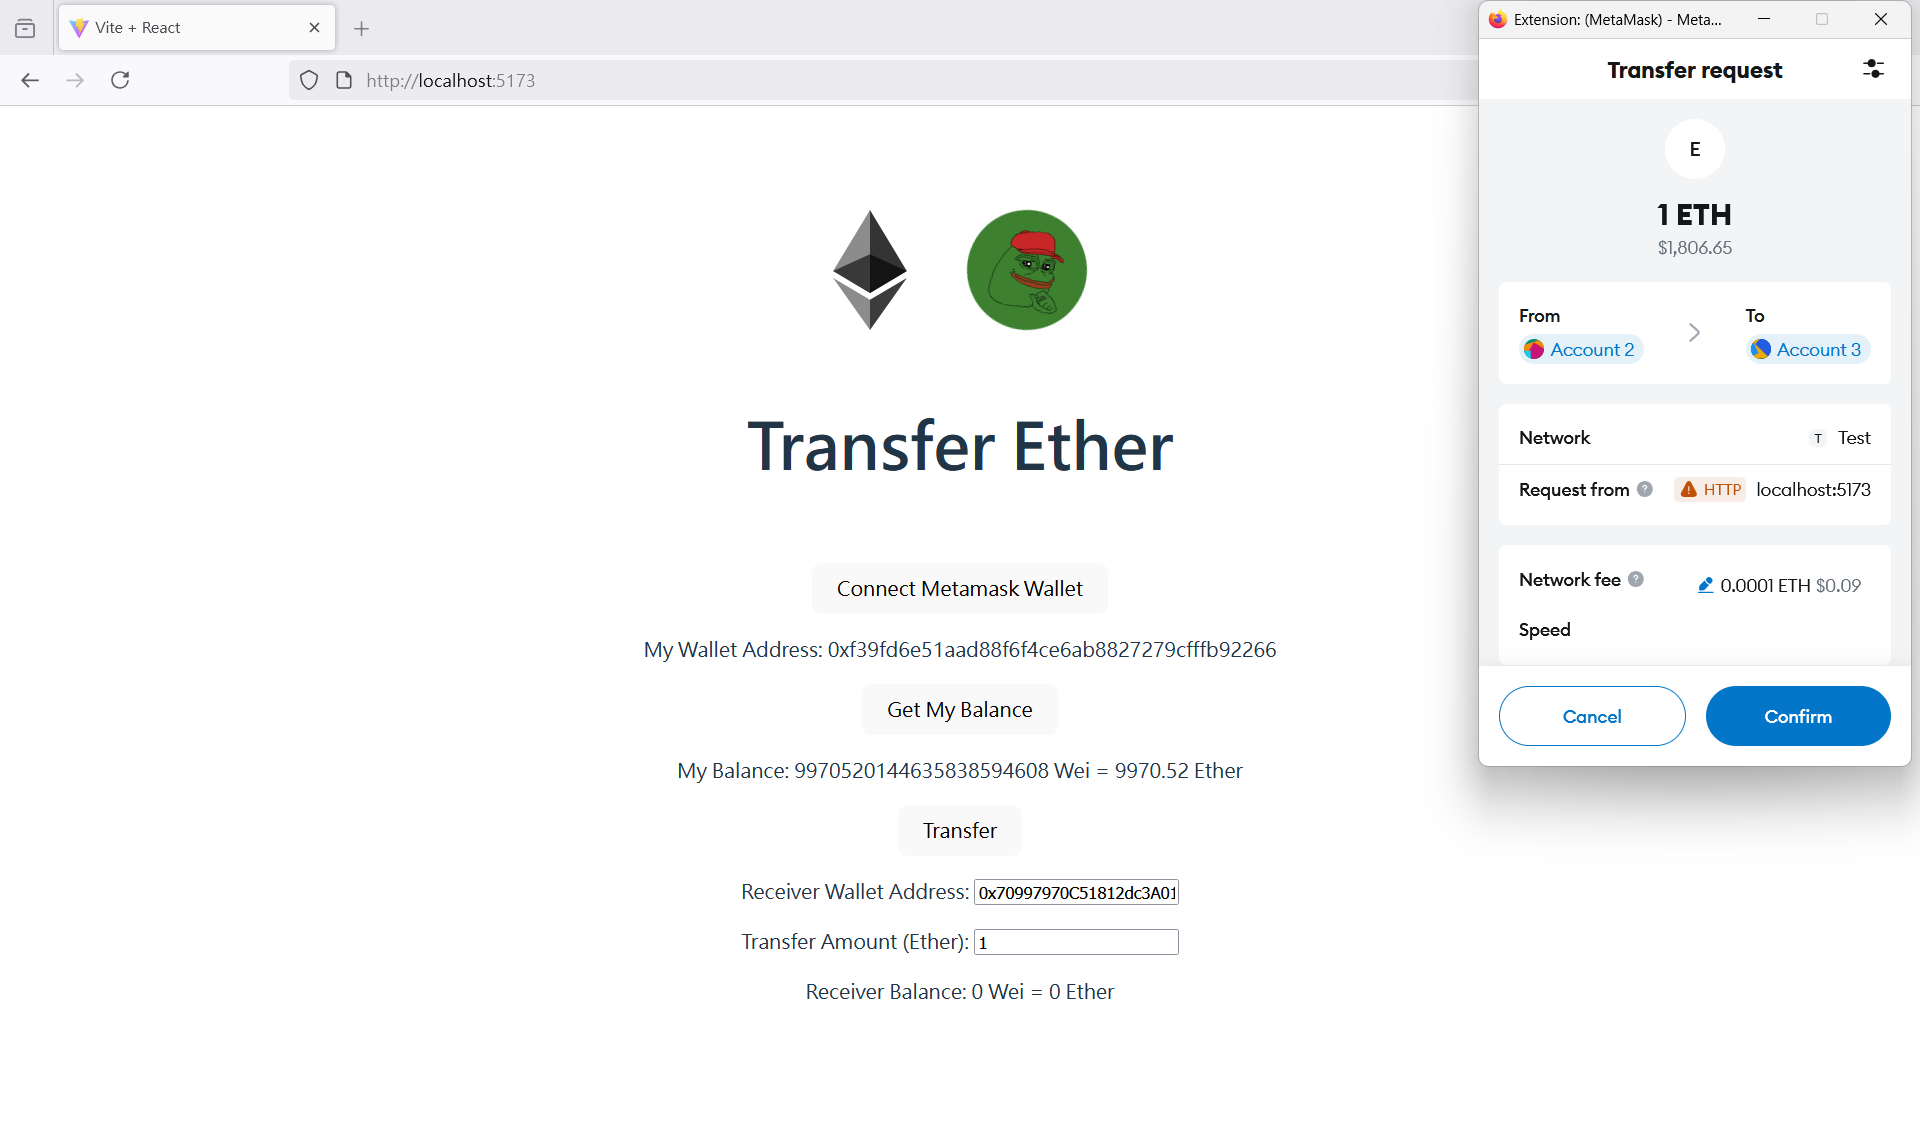 Vite + React
http://localhost:5173
Transfer Ether
Connect Metamask Wallet
My Wallet Address: 0xf39fd6e51aad88f6f4ce6ab8827279cfffb92266
Get My Balance
My Balance: 9970520144635838594608 Wei = 9970.52 Ether
Transfer
Receiver Wallet Address: 0x70997970C51812dc3A01
Transfer Amount (Ether): 1
Receiver Balance: 0 Wei = 0 Ether
Extension: (MetaMask) - Meta...
Transfer request
E
1 ETH
$1,806.65
From To
Account 2 Account 3
Network T Test
Request from ? HTTP localhost:5173
Network fee ? 0.0001 ETH $0.09
Speed
Cancel Confirm